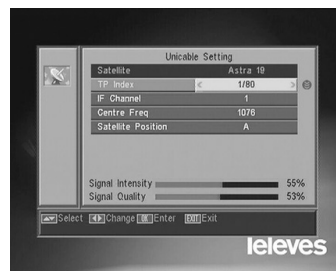 Unicable Setting
Satellite Astra 19
TP Index < 1/80 >
IF Channel 1
Centre Freq 1076
Satellite Position A
Signal Intensity 55%
Signal Quality 53%
Select Change OK Enter EXIT Exit
leleves